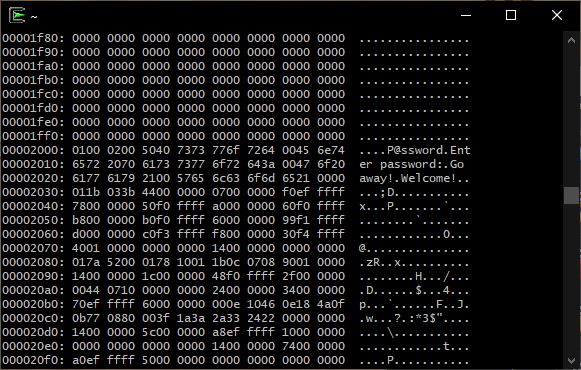 ~
00001f80: 0000 0000 0000 0000 0000 0000 0000 0000  ................
00001f90: 0000 0000 0000 0000 0000 0000 0000 0000  ................
00001fa0: 0000 0000 0000 0000 0000 0000 0000 0000  ................
00001fb0: 0000 0000 0000 0000 0000 0000 0000 0000  ................
00001fc0: 0000 0000 0000 0000 0000 0000 0000 0000  ................
00001fd0: 0000 0000 0000 0000 0000 0000 0000 0000  ................
00001fe0: 0000 0000 0000 0000 0000 0000 0000 0000  ................
00001ff0: 0000 0000 0000 0000 0000 0000 0000 0000  ................
00002000: 0100 0200 5040 7373 776f 7264 0045 6e74  ....P@ssword.Ent
00002010: 6572 2070 6173 7377 6f72 643a 0047 6f20  er password:.Go 
00002020: 6177 6179 2100 5765 6c63 6f6d 6521 0000  away!.Welcome!..
00002030: 011b 033b 4400 0000 0700 0000 f0ef ffff  ...;D...........
00002040: 7800 0000 50f0 ffff a000 0000 60f0 ffff  x...P.......`...
00002050: b800 0000 b0f0 ffff 6000 0000 99f1 ffff  ........`.......
00002060: d000 0000 c0f3 ffff f800 0000 30f4 ffff  ............0...
00002070: 4001 0000 0000 0000 1400 0000 0000 0000  @...............
00002080: 017a 5200 0178 1001 1b0c 0708 9001 0000  .zR..x..........
00002090: 1400 0000 1c00 0000 48f0 ffff 2f00 0000  ........H.../...
000020a0: 0044 0710 0000 0000 2400 0000 3400 0000  .D......$...4...
000020b0: 70ef ffff 6000 0000 000e 1046 0e18 4a0f  p...`......F..J.
000020c0: 0b77 0880 003f 1a3a 2a33 2422 0000 0000  .w...?.:*3$"....
000020d0: 1400 0000 5c00 0000 a8ef ffff 1000 0000  ....\...........
000020e0: 0000 0000 0000 0000 1400 0000 7400 0000  ............t...
000020f0: a0ef ffff 5000 0000 0000 0000 0000 0000  ....P...........